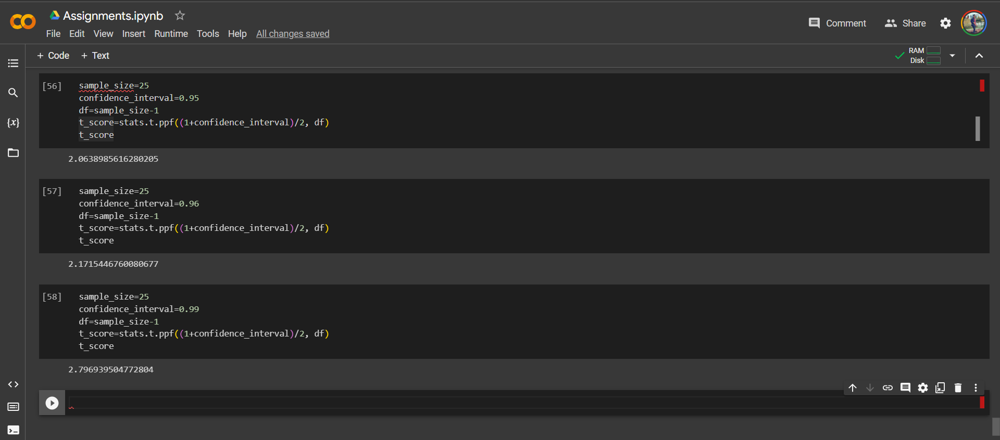 Assignments.ipynb
File Edit View Insert Runtime Tools Help All changes saved
Comment Share
+ Code + Text
RAM
Disk
[56] sample_size=25
confidence_interval=0.95
df=sample_size-1
t_score=stats.t.ppf((1+confidence_interval)/2, df)
t_score
2.0638985616280205
[57] sample_size=25
confidence_interval=0.96
df=sample_size-1
t_score=stats.t.ppf((1+confidence_interval)/2, df)
t_score
2.1715446760080677
[58] sample_size=25
confidence_interval=0.99
df=sample_size-1
t_score=stats.t.ppf((1+confidence_interval)/2, df)
t_score
2.796939504772804